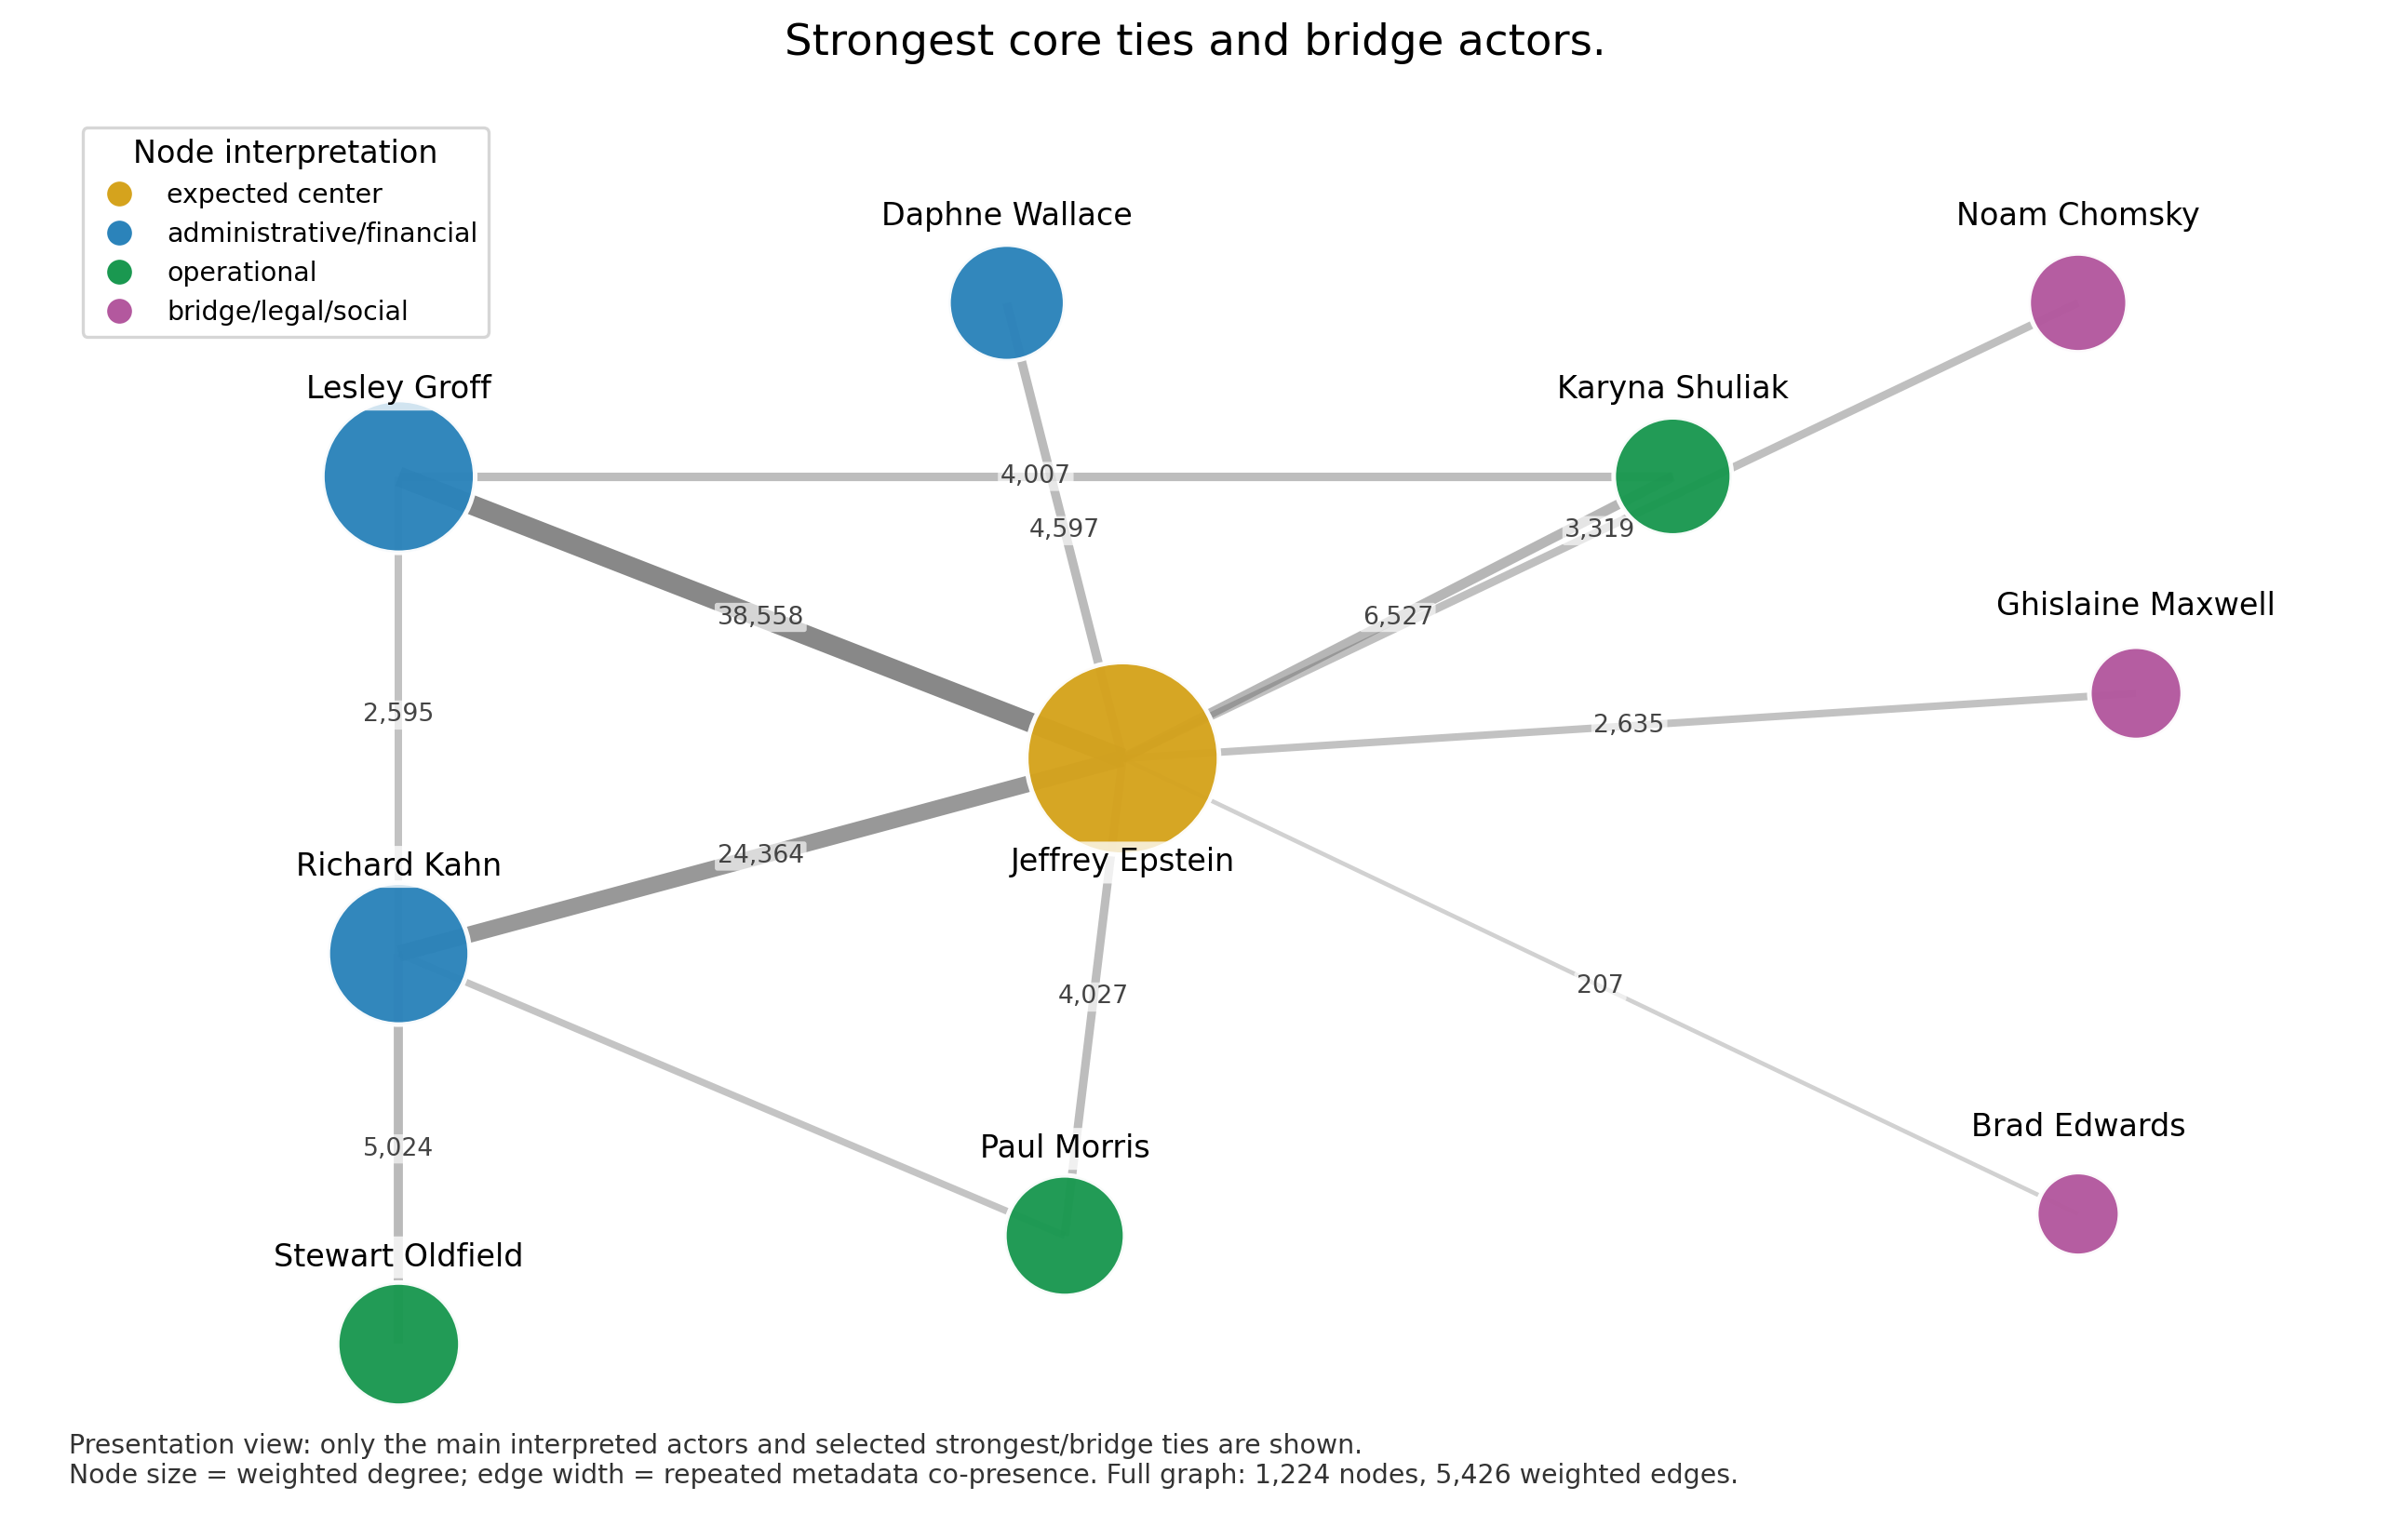 Strongest core ties and bridge actors.
Node interpretation
expected center
administrative/financial
operational
bridge/legal/social
Daphne Wallace
Noam Chomsky
Lesley Groff
Karyna Shuliak
4,007
4,597
3,319
Ghislaine Maxwell
38,558
6,527
2,595
2,635
24,364
Richard Kahn
Jeffrey Epstein
207
4,027
Brad Edwards
5,024
Paul Morris
Stewart Oldfield
Presentation view: only the main interpreted actors and selected strongest/bridge ties are shown.
Node size = weighted degree; edge width = repeated metadata co-presence. Full graph: 1,224 nodes, 5,426 weighted edges.